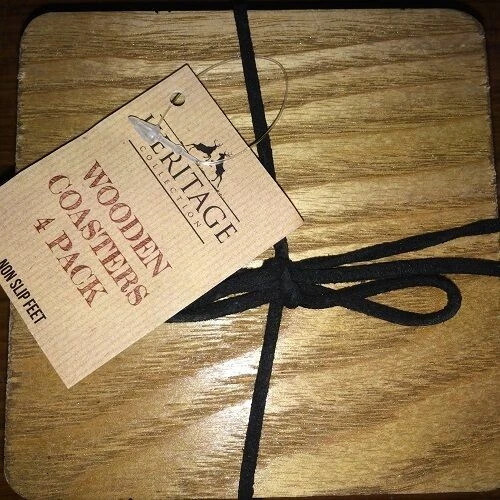 HERITAGE
COLLECTION
WOODEN
COASTERS
4 PACK
NON SLIP FEET